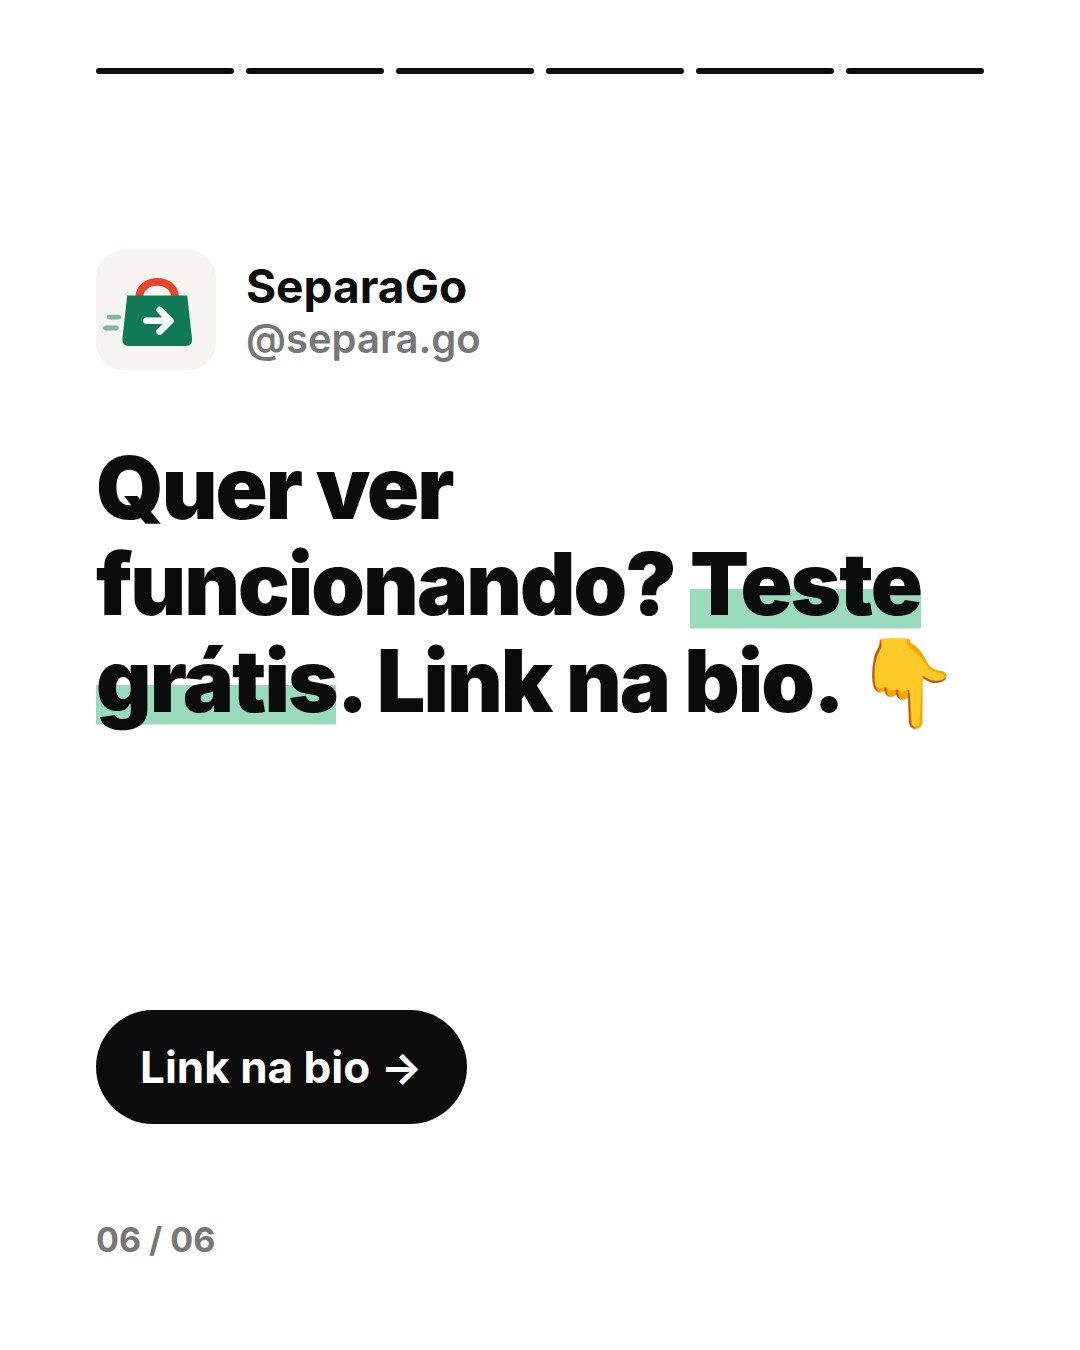 SeparaGo
@separa.go
Quer ver
funcionando? Teste
grátis. Link na bio. 👇
Link na bio →
06 / 06